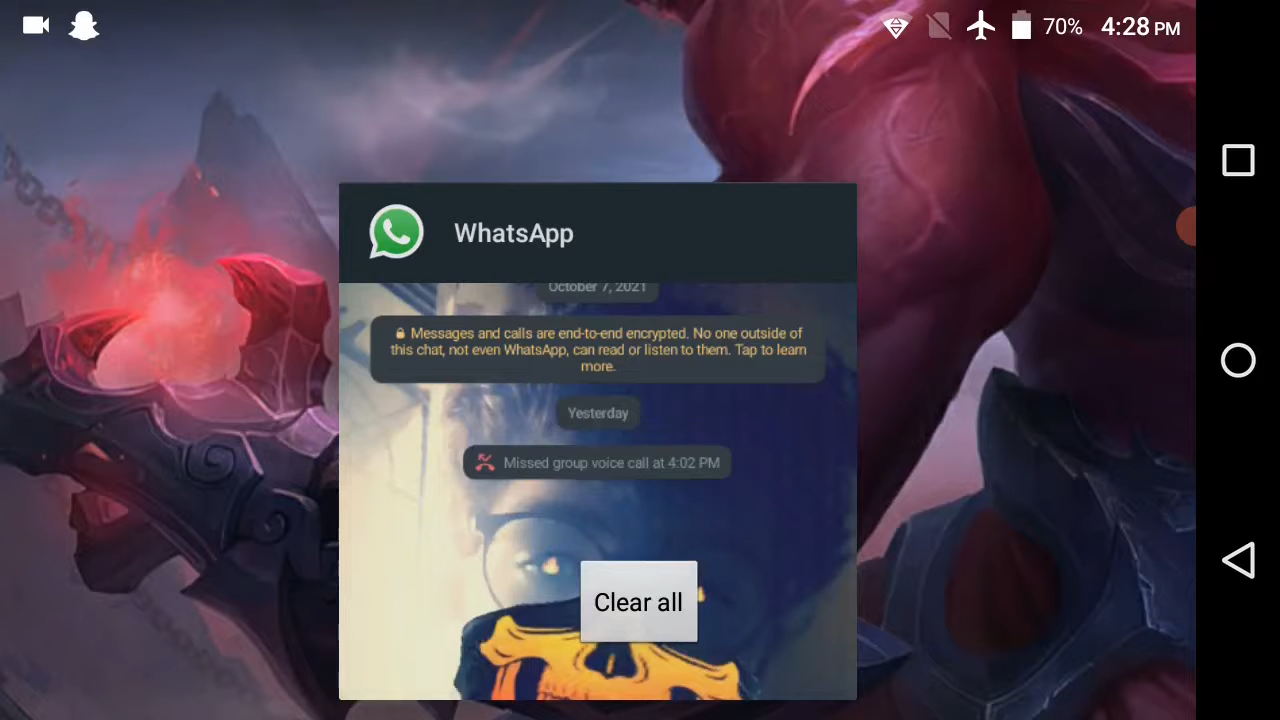 70% 4:28 PM
WhatsApp
October 7, 2021
Messages and calls are end-to-end encrypted. No one outside of
this chat, not even WhatsApp, can read or listen to them. Tap to learn
more.
Yesterday
Missed group voice call at 4:02 PM
Clear all